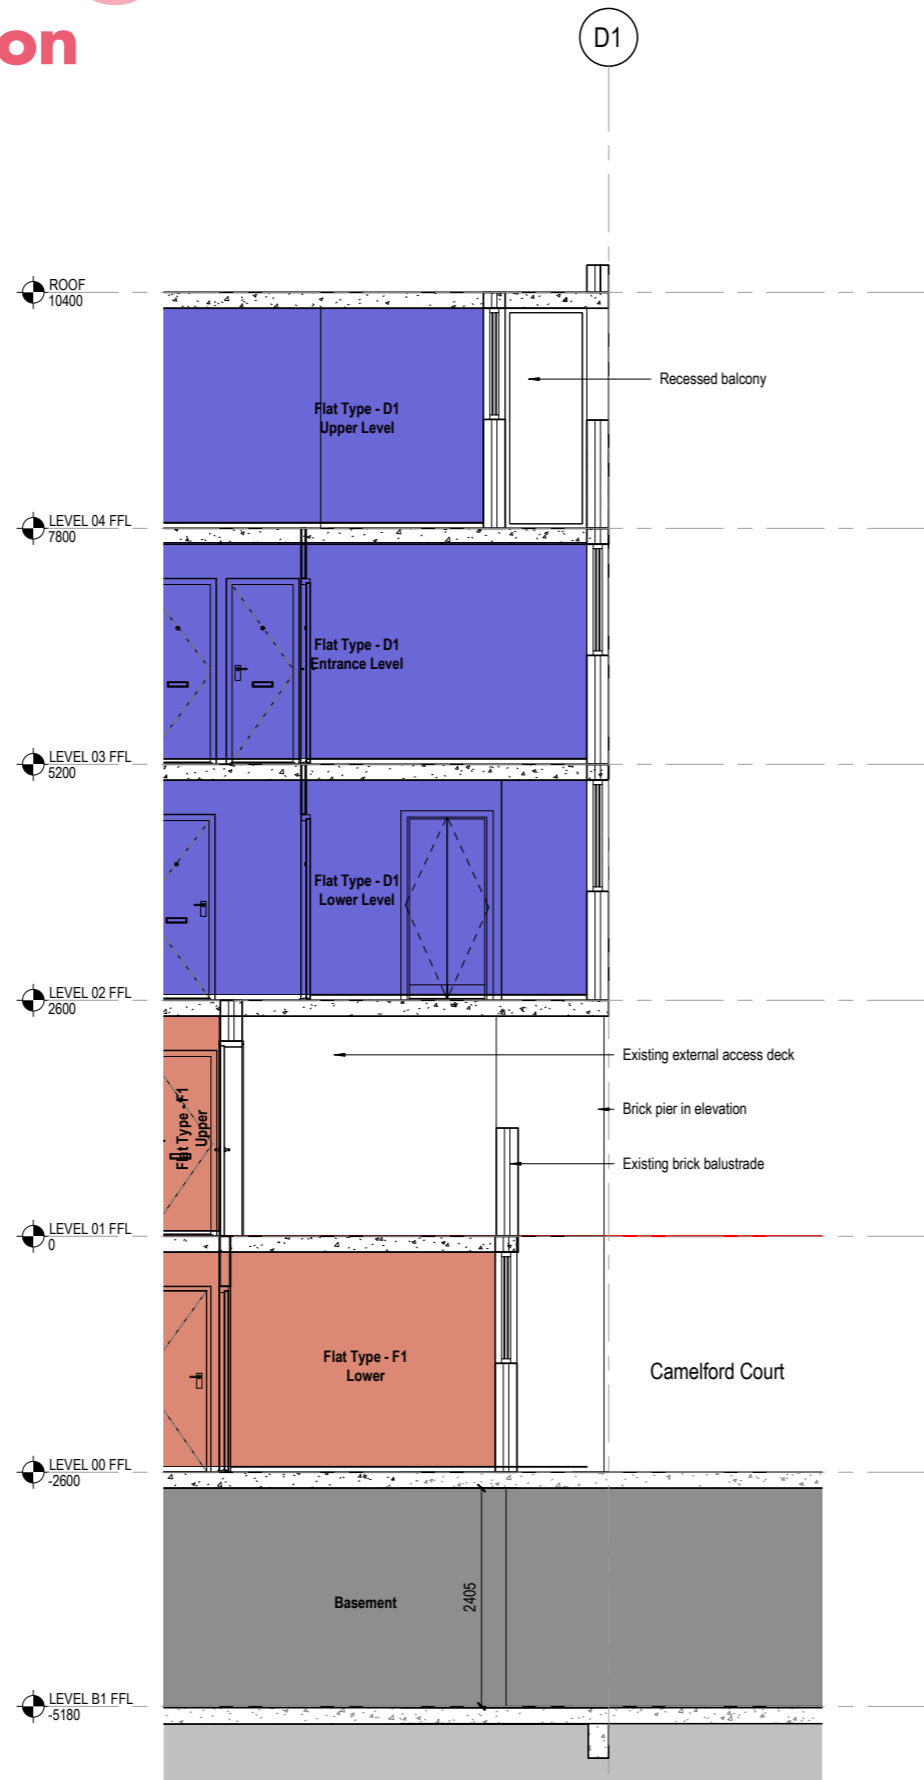 on
D1
ROOF
10400
Recessed balcony
Flat Type - D1
Upper Level
LEVEL 04 FFL
7800
Flat Type - D1
Entrance Level
LEVEL 03 FFL
5200
Flat Type - D1
Lower Level
LEVEL 02 FFL
2600
Existing external access deck
Flat Type - F1
Upper
Brick pier in elevation
Existing brick balustrade
LEVEL 01 FFL
0
Flat Type - F1
Lower
Camelford Court
LEVEL 00 FFL
-2600
Basement
2405
LEVEL B1 FFL
-5180